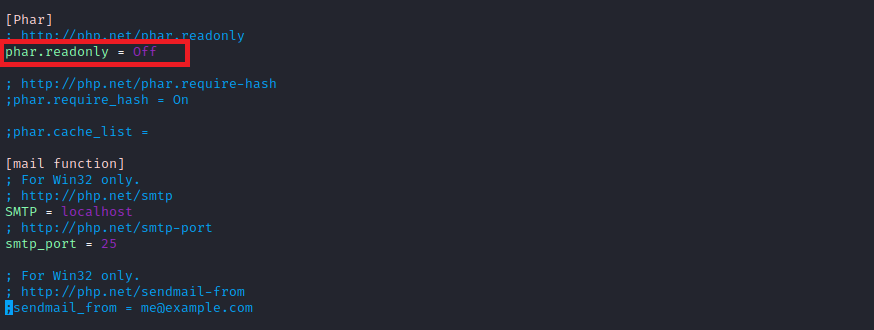 [Phar]
; http://php.net/phar.readonly
phar.readonly = Off
; http://php.net/phar.require-hash
;phar.require_hash = On
;phar.cache_list =
[mail function]
; For Win32 only.
; http://php.net/smtp
SMTP = localhost
; http://php.net/smtp-port
smtp_port = 25
; For Win32 only.
; http://php.net/sendmail-from
;sendmail_from = me@example.com